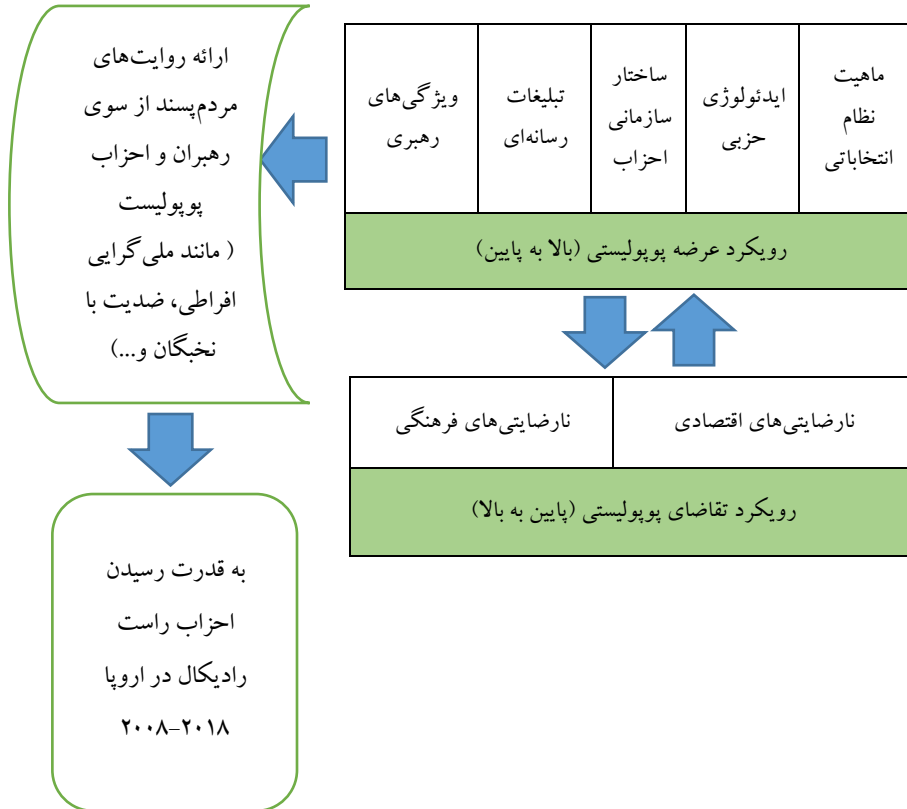 ماهیت
نظام
انتخاباتی
ایدئولوژی
حزبی
ساختار
سازمانی
احزاب
تبلیغات
رسانه‌ای
ویژگی‌های
رهبری
رویکرد عرضه پوپولیستی (بالا به پایین)
نارضایتی‌های اقتصادی
نارضایتی‌های فرهنگی
رویکرد تقاضای پوپولیستی (پایین به بالا)
ارائه روایت‌های
مردم‌پسند از سوی
رهبران و احزاب
پوپولیست
( مانند ملی‌گرایی
افراطی، ضدیت با
نخبگان و...)
به قدرت رسیدن
احزاب راست
رادیکال در اروپا
۲۰۰۸-۲۰۱۸